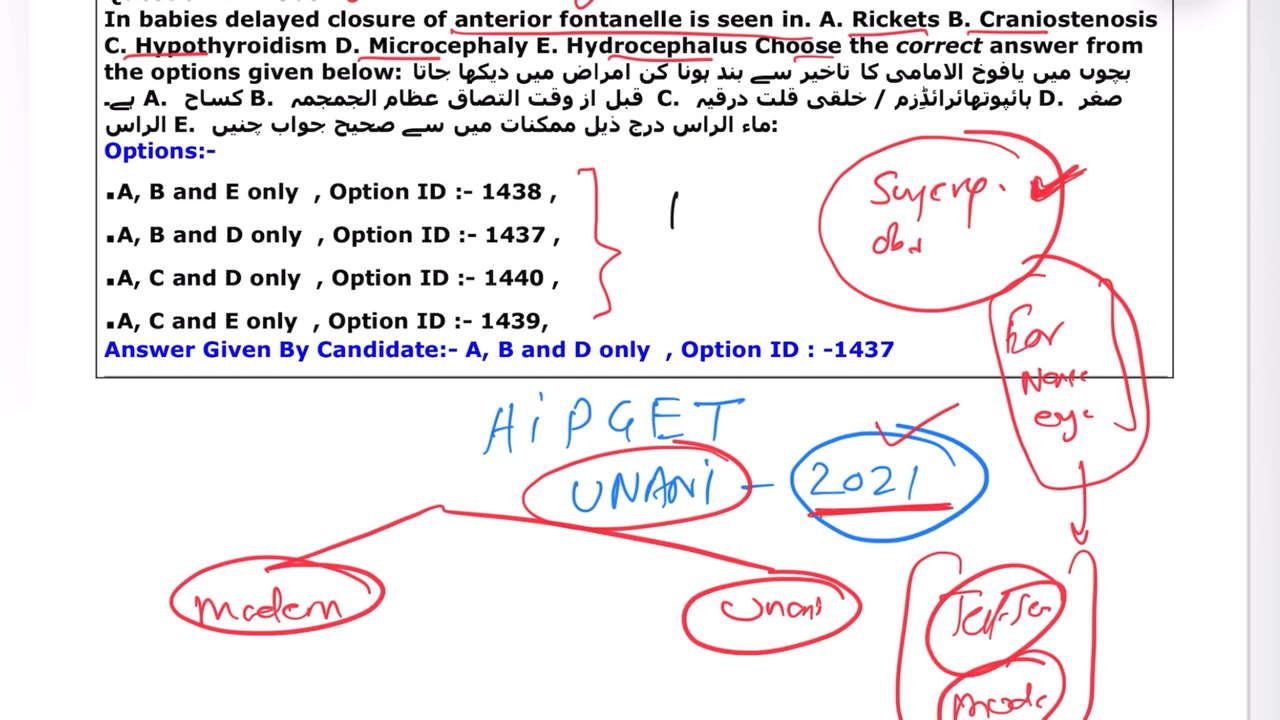 In babies delayed closure of anterior fontanelle is seen in. A. Rickets B. Craniostenosis
C. Hypothyroidism D. Microcephaly E. Hydrocephalus Choose the correct answer from
the options given below: بچوں میں یافوخ الامامی کا تاخیر سے بند ہونا کن امراض میں دیکھا جاتا
ہے۔ A. کساح B. قبل از وقت التصاق عظام الجمجمہ C. ہائپوتھائرائڈزم / خلقی قلت درقیہ D. صغر
الراس E. ماء الراس درج ذیل ممکنات میں سے صحیح جواب چنیں:
Options:-
▪A, B and E only , Option ID :- 1438 ,
▪A, B and D only , Option ID :- 1437 ,
▪A, C and D only , Option ID :- 1440 ,
▪A, C and E only , Option ID :- 1439,
Answer Given By Candidate:- A, B and D only , Option ID : -1437
For
eye
AiPGET
UNANi - 2021
modern
Unani